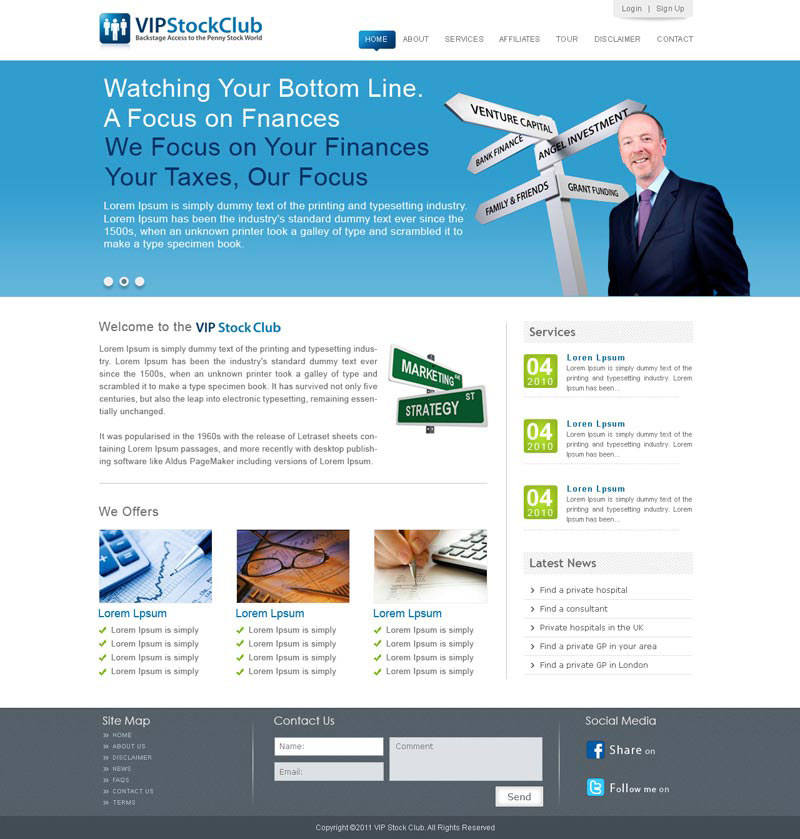 Login | Sign Up
VIPStockClub
Backstage Access to the Penny Stock World
HOME ABOUT SERVICES AFFILIATES TOUR DISCLAIMER CONTACT
Watching Your Bottom Line.
A Focus on Fnances
We Focus on Your Finances
Your Taxes, Our Focus
Lorem Ipsum is simply dummy text of the printing and typesetting industry.
Lorem Ipsum has been the industry's standard dummy text ever since the
1500s, when an unknown printer took a galley of type and scrambled it to
make a type specimen book.
VENTURE CAPITAL
BANK FINANCE
ANGEL INVESTMENT
FAMILY & FRIENDS
GRANT FUNDING
Welcome to the VIP Stock Club
Lorem Ipsum is simply dummy text of the printing and typesetting indus-
try. Lorem Ipsum has been the industry's standard dummy text ever
since the 1500s, when an unknown printer took a galley of type and
scrambled it to make a type specimen book. It has survived not only five
centuries, but also the leap into electronic typesetting, remaining essen-
tially unchanged.
It was popularised in the 1960s with the release of Letraset sheets con-
taining Lorem Ipsum passages, and more recently with desktop publish-
ing software like Aldus PageMaker including versions of Lorem Ipsum.
MARKETING AVE
STRATEGY ST
We Offers
Lorem Lpsum
Lorem Ipsum is simply
Lorem Ipsum is simply
Lorem Ipsum is simply
Lorem Ipsum is simply
Lorem Lpsum
Lorem Ipsum is simply
Lorem Ipsum is simply
Lorem Ipsum is simply
Lorem Ipsum is simply
Lorem Lpsum
Lorem Ipsum is simply
Lorem Ipsum is simply
Lorem Ipsum is simply
Lorem Ipsum is simply
Services
04
2010
Loren Lpsum
Lorem Ipsum is simply dummy text of the
printing and typesetting industry. Lorem
Ipsum has been...
04
2010
Loren Lpsum
Lorem Ipsum is simply dummy text of the
printing and typesetting industry. Lorem
Ipsum has been...
04
2010
Loren Lpsum
Lorem Ipsum is simply dummy text of the
printing and typesetting industry. Lorem
Ipsum has been...
Latest News
Find a private hospital
Find a consultant
Private hospitals in the UK
Find a private GP in your area
Find a private GP in London
Site Map
HOME
ABOUT US
DISCLAIMER
NEWS
FAQS
CONTACT US
TERMS
Contact Us
Name:
Email:
Comment
Send
Social Media
f Share on
t Follow me on
Copyright ©2011 VIP Stock Club. All Rights Reserved